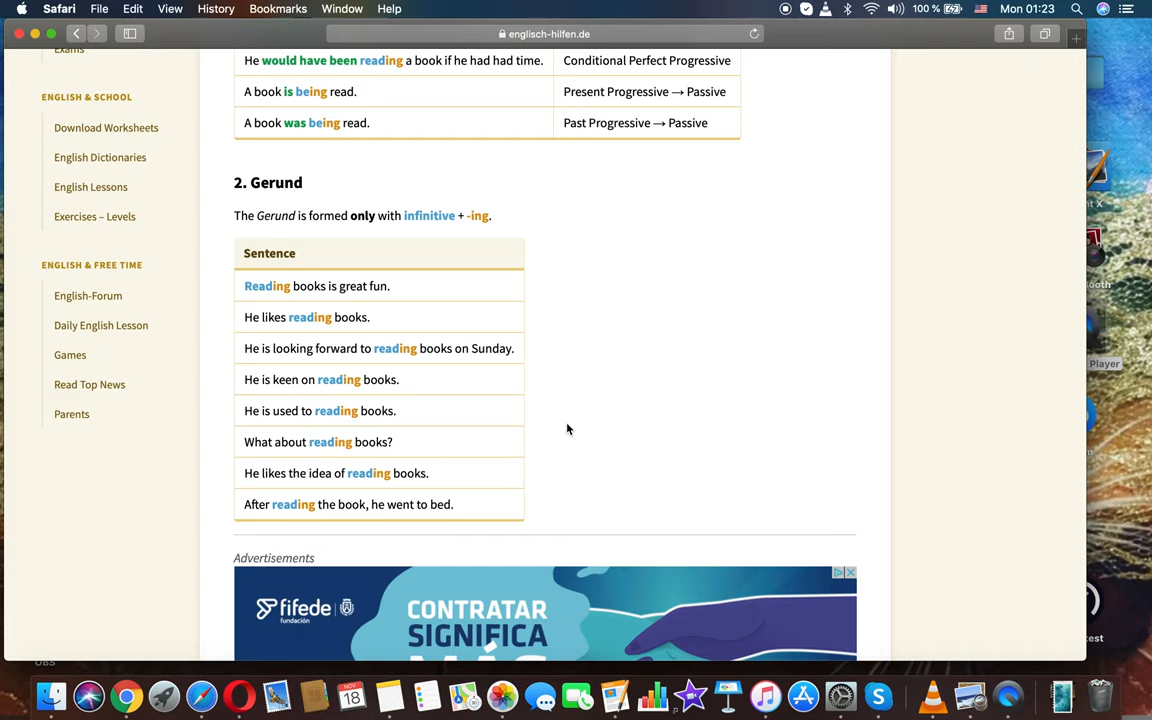 Safari File Edit View History Bookmarks Window Help
100 % Mon 01:23
englisch-hilfen.de
Exams
ENGLISH & SCHOOL
Download Worksheets
English Dictionaries
English Lessons
Exercises – Levels
ENGLISH & FREE TIME
English-Forum
Daily English Lesson
Games
Read Top News
Parents
He would have been reading a book if he had had time. Conditional Perfect Progressive
A book is being read. Present Progressive → Passive
A book was being read. Past Progressive → Passive
2. Gerund
The Gerund is formed only with infinitive + -ing.
Sentence
Reading books is great fun.
He likes reading books.
He is looking forward to reading books on Sunday.
He is keen on reading books.
He is used to reading books.
What about reading books?
He likes the idea of reading books.
After reading the book, he went to bed.
Advertisements
fifede
fundación
CONTRATAR
SIGNIFICA
MÁS
Player
OBS
NOV
18